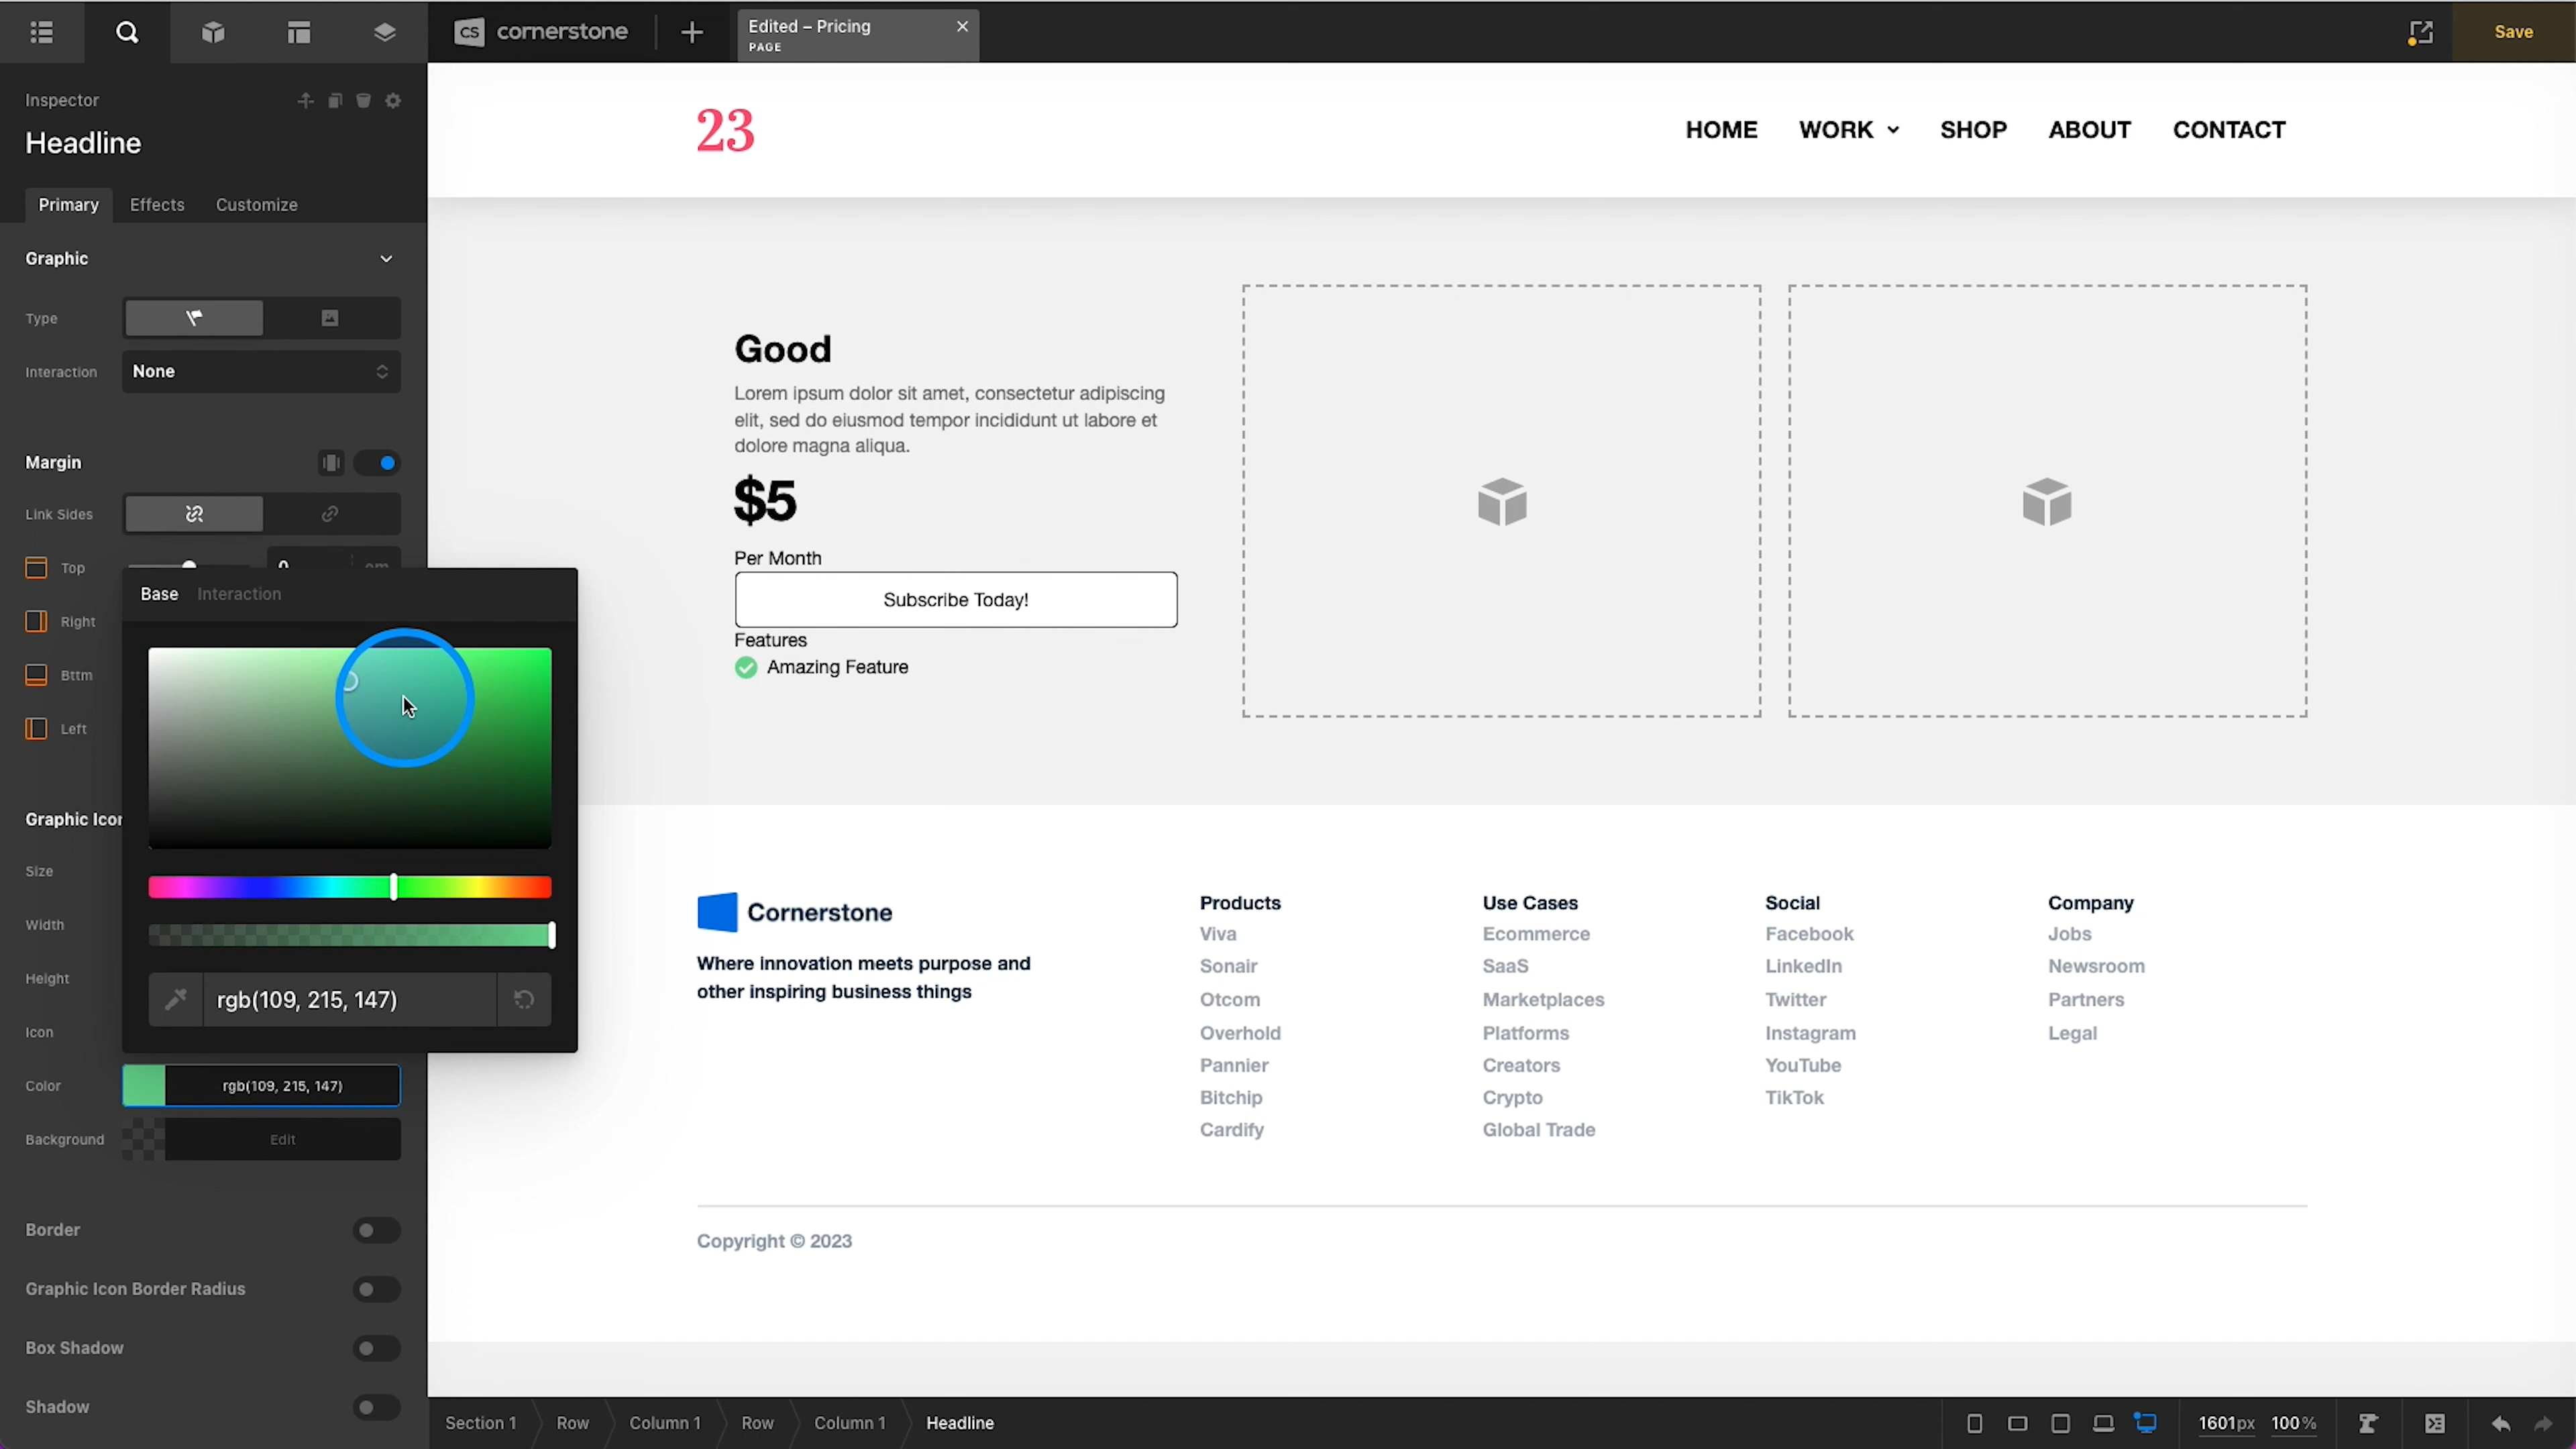 CS cornerstone
Edited – Pricing
PAGE
Save
Inspector
Headline
Primary Effects Customize
Graphic
Type
Interaction None
Margin
Link Sides
Top 0
Right
Bttm
Left
Base Interaction
rgb(109, 215, 147)
Graphic Icon
Size
Width
Height
Icon
Color rgb(109, 215, 147)
Background Edit
Border
Graphic Icon Border Radius
Box Shadow
Shadow
23
HOME WORK SHOP ABOUT CONTACT
Good
Lorem ipsum dolor sit amet, consectetur adipiscing
elit, sed do eiusmod tempor incididunt ut labore et
dolore magna aliqua.
$5
Per Month
Subscribe Today!
Features
Amazing Feature
Cornerstone
Where innovation meets purpose and
other inspiring business things
Products
Viva
Sonair
Otcom
Overhold
Pannier
Bitchip
Cardify
Use Cases
Ecommerce
SaaS
Marketplaces
Platforms
Creators
Crypto
Global Trade
Social
Facebook
LinkedIn
Twitter
Instagram
YouTube
TikTok
Company
Jobs
Newsroom
Partners
Legal
Copyright © 2023
Section 1 Row Column 1 Row Column 1 Headline
1601px 100%